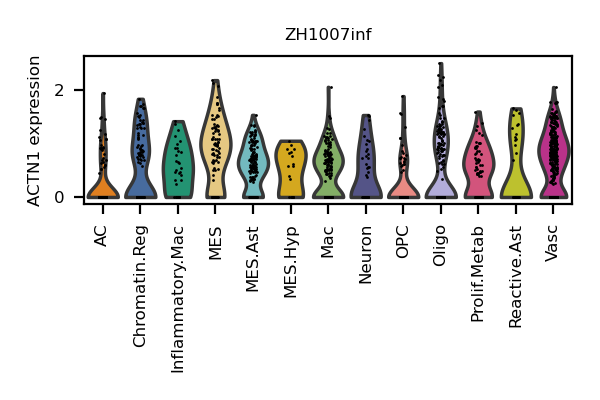 ZH1007inf
ACTN1 expression
2
0
AC
Chromatin.Reg
Inflammatory.Mac
MES
MES.Ast
MES.Hyp
Mac
Neuron
OPC
Oligo
Prolif.Metab
Reactive.Ast
Vasc